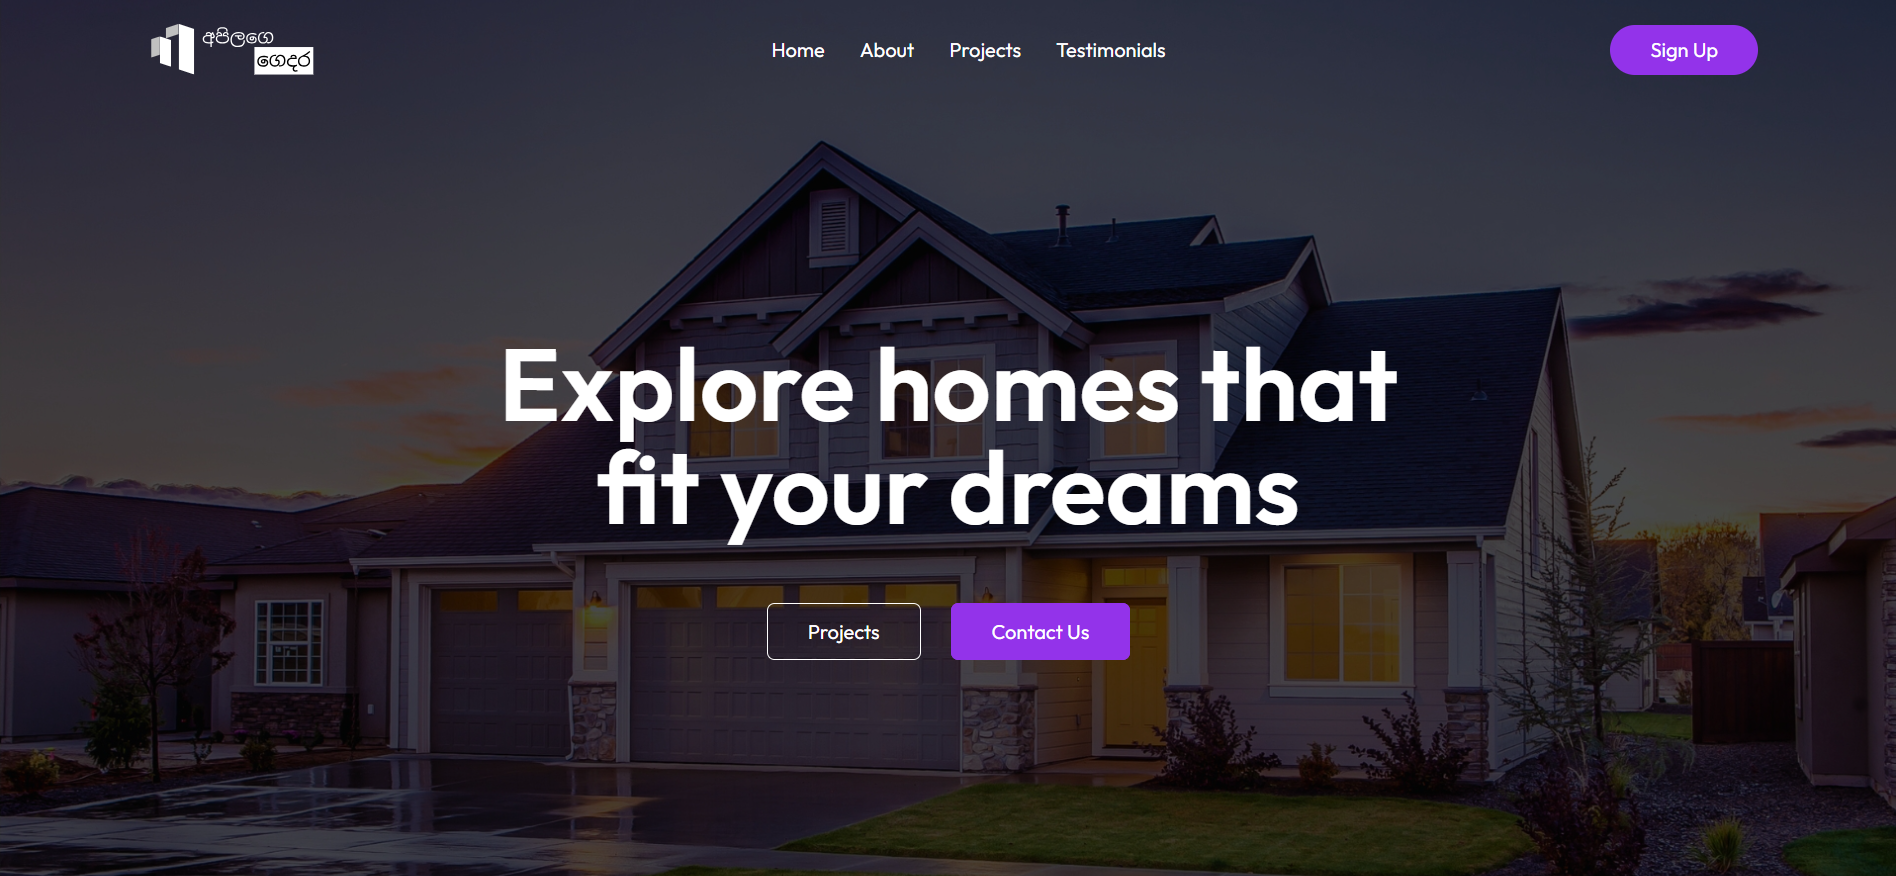 අපිලගෙ
ගෙදර
Home About Projects Testimonials
Sign Up
Explore homes that
fit your dreams
Projects Contact Us